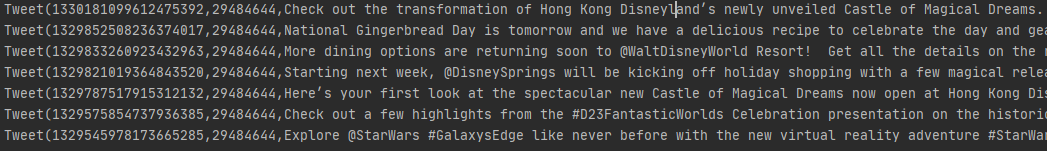 Tweet(1330181099612475392,29484644,Check out the transformation of Hong Kong Disneyland’s newly unveiled Castle of Magical Dreams.
Tweet(1329852508236374017,29484644,National Gingerbread Day is tomorrow and we have a delicious recipe to celebrate the day and gea
Tweet(1329833260923432963,29484644,More dining options are returning soon to @WaltDisneyWorld Resort!  Get all the details on the r
Tweet(1329821019364843520,29484644,Starting next week, @DisneySprings will be kicking off holiday shopping with a few magical relea
Tweet(1329787517915312132,29484644,Here’s your first look at the spectacular new Castle of Magical Dreams now open at Hong Kong Dis
Tweet(1329575854737936385,29484644,Check out a few highlights from the #D23FantasticWorlds Celebration presentation on the historic
Tweet(1329545978173665285,29484644,Explore @StarWars #GalaxysEdge like never before with the new virtual reality adventure #StarWar